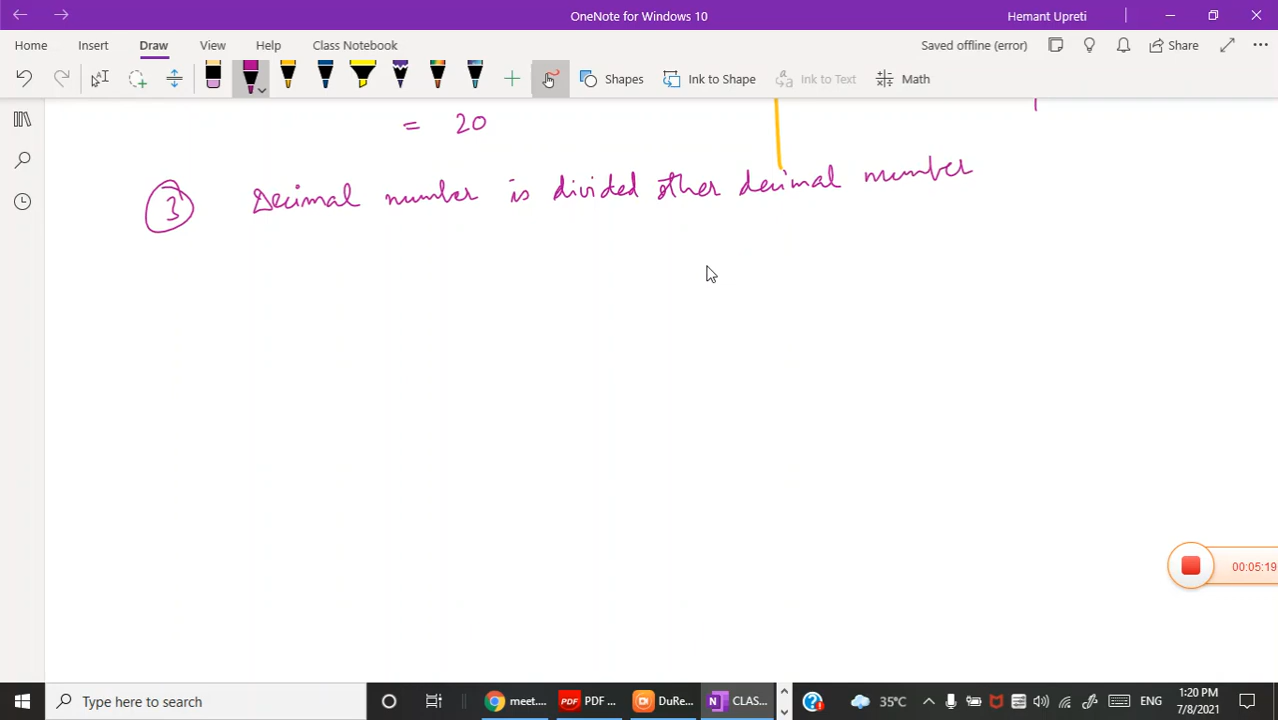 OneNote for Windows 10
Hemant Upreti
Home Insert Draw View Help Class Notebook
Saved offline (error)
Share
Shapes
Ink to Shape
Ink to Text
Math
= 20
3 Decimal number is divided other decimal number
00:05:19
Type here to search
meet....
PDF ...
DuRe...
CLAS...
35°C
ENG
1:20 PM
7/8/2021